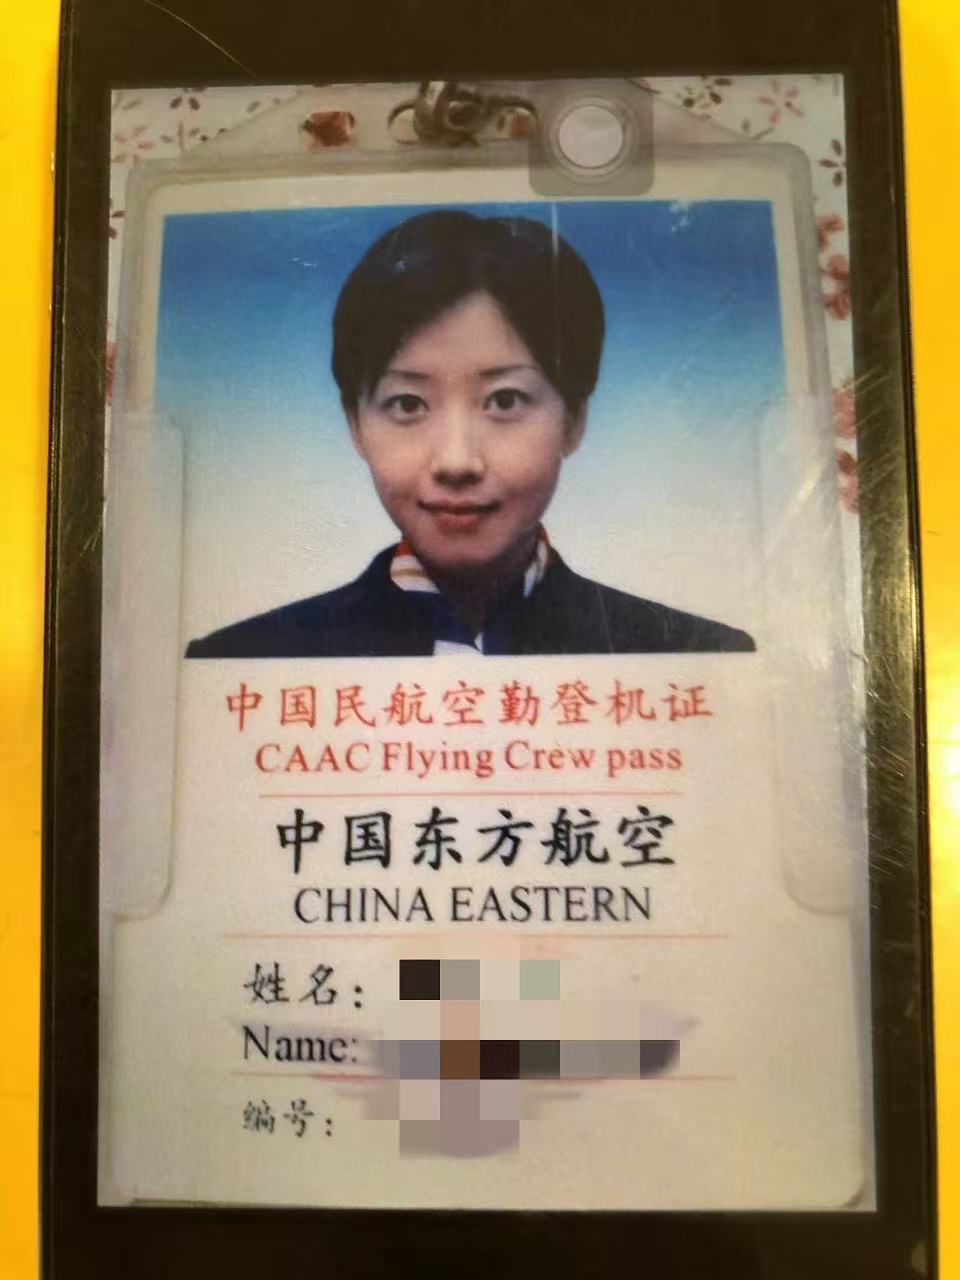 中国民航空勤登机证
CAAC Flying Crew pass
中国东方航空
CHINA EASTERN
姓名：
Name:
编号：